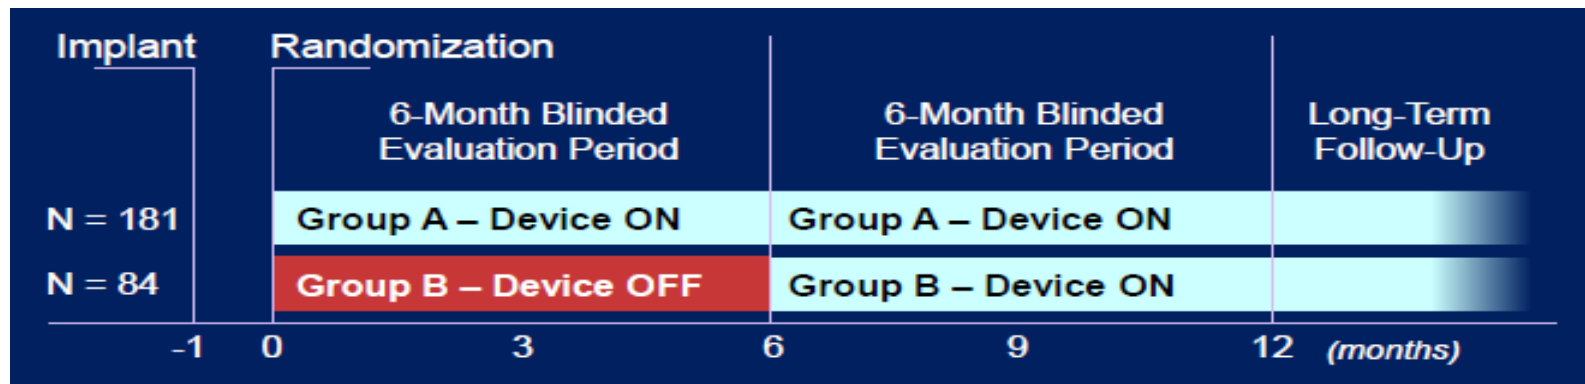 Implant Randomization
6-Month Blinded
Evaluation Period
6-Month Blinded
Evaluation Period
Long-Term
Follow-Up
N = 181 Group A – Device ON Group A – Device ON
N = 84 Group B – Device OFF Group B – Device ON
-1 0 3 6 9 12 (months)